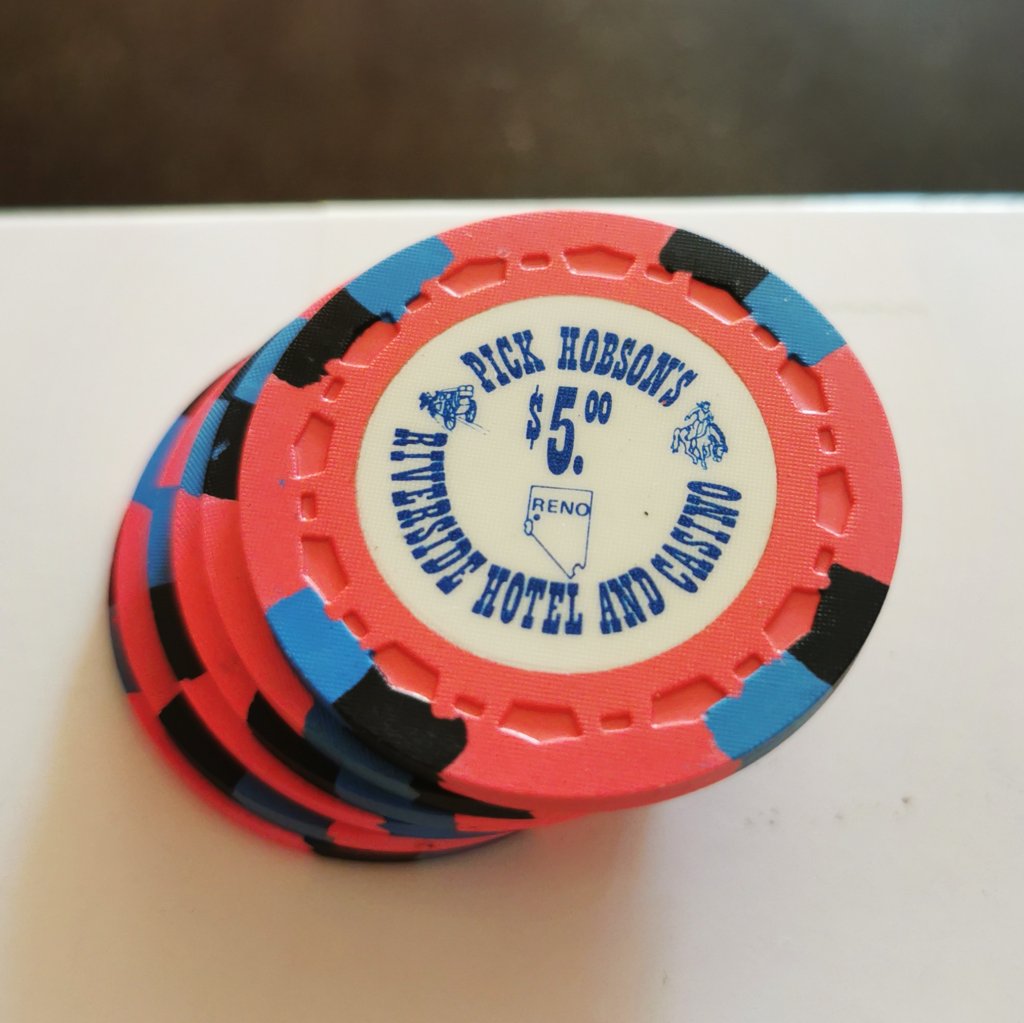 PICK HOBSON'S
$5.00
RENO
RIVERSIDE HOTEL AND CASINO